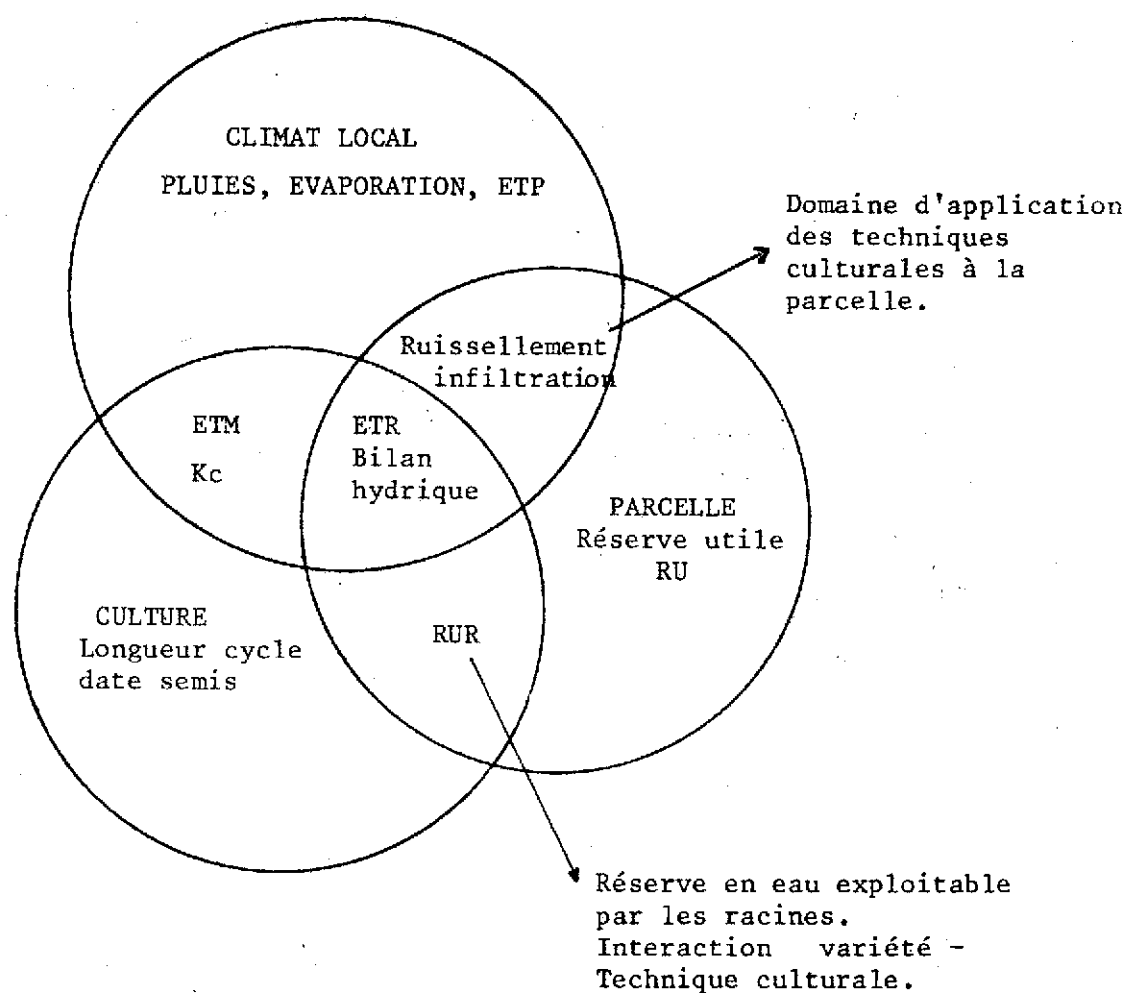 CLIMAT LOCAL
PLUIES, EVAPORATION, ETP
Domaine d'application
des techniques
culturales à la
parcelle.
Ruissellement
infiltration
ETM
Kc
ETR
Bilan
hydrique
PARCELLE
Réserve utile
RU
CULTURE
Longueur cycle
date semis
RUR
Réserve en eau exploitable
par les racines.
Interaction variété -
Technique culturale.